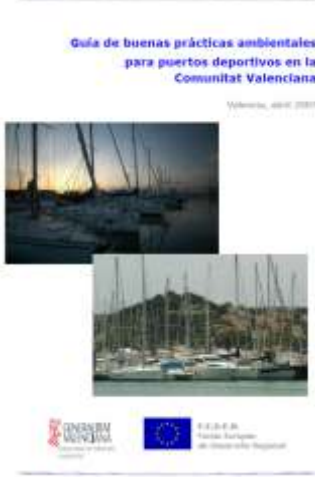 Guía de buenas prácticas ambientales
para puertos deportivos en la
Comunitat Valenciana
Valencia, abril
GENERALITAT
VALENCIANA
F.E.D.E.R.
Fondo Europeo
de Desarrollo Regional